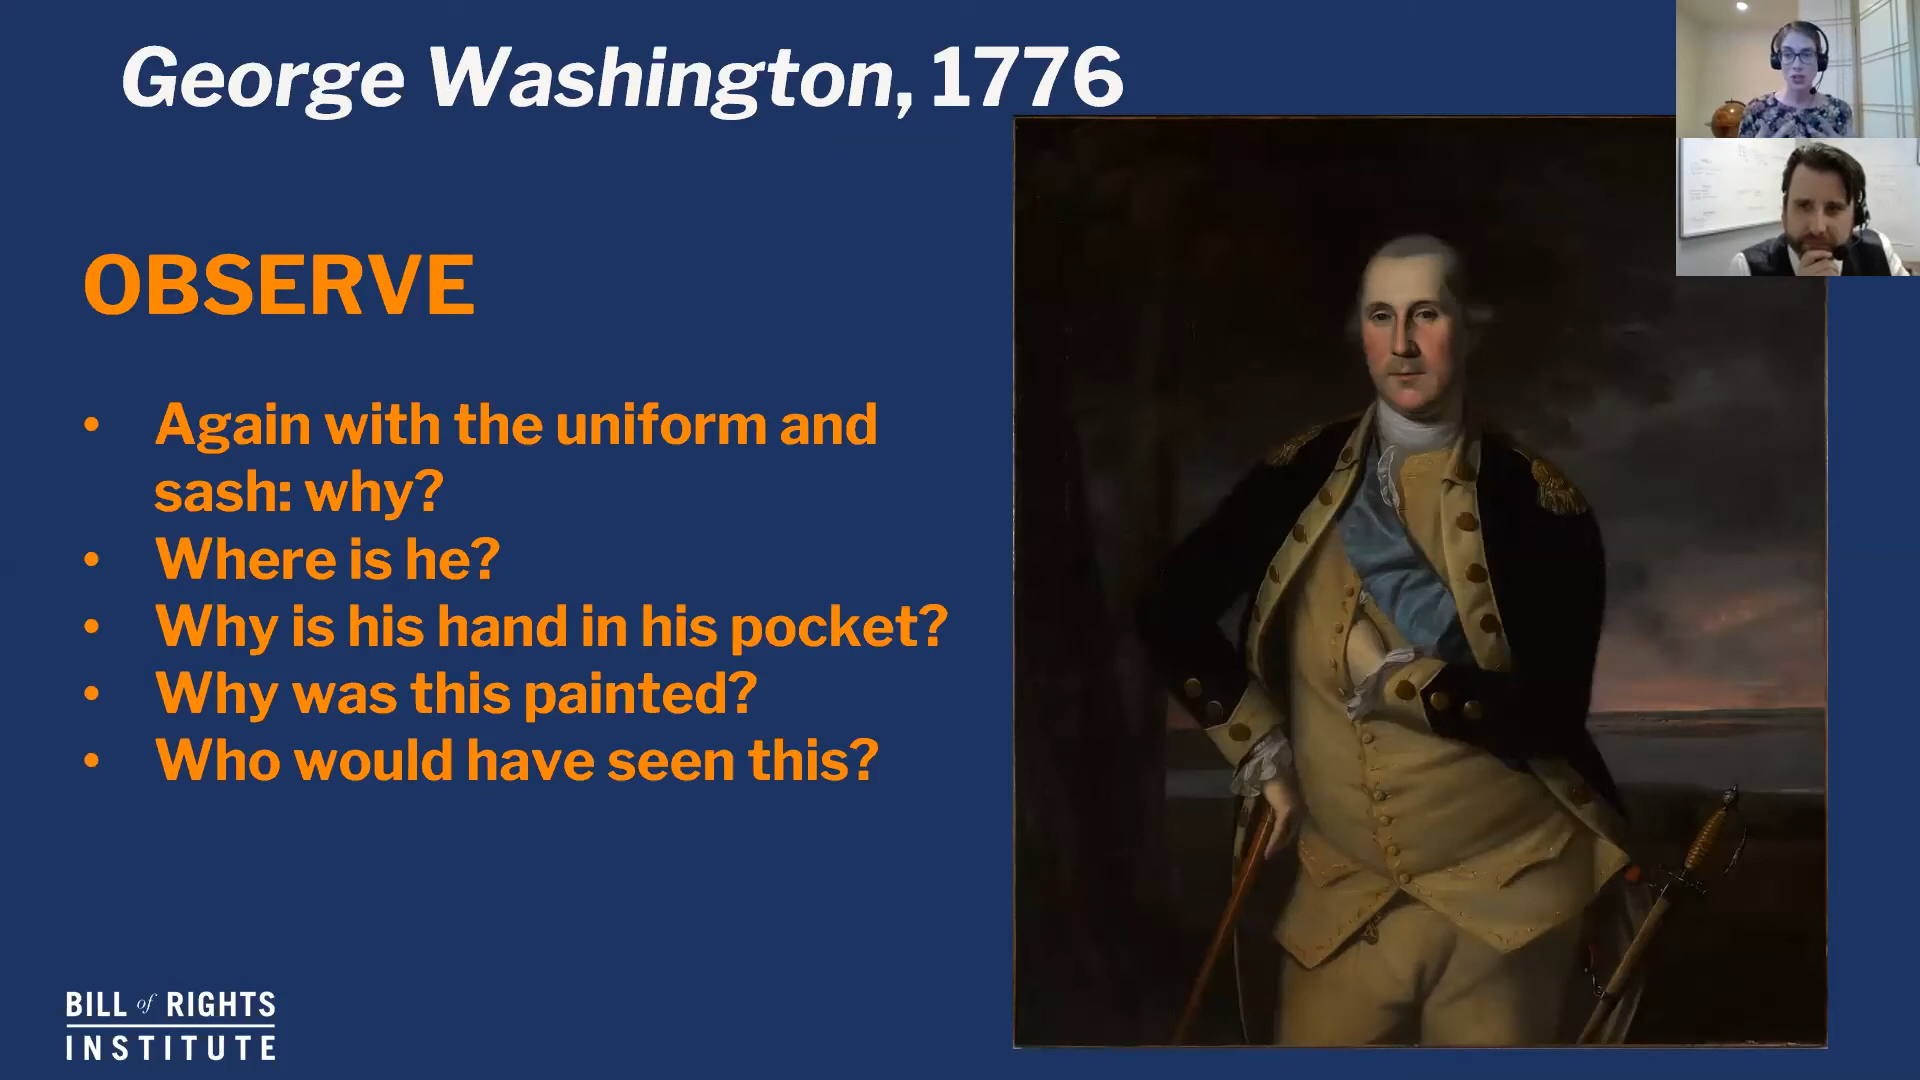 George Washington, 1776
OBSERVE
• Again with the uniform and
sash: why?
• Where is he?
• Why is his hand in his pocket?
• Why was this painted?
• Who would have seen this?
BILL of RIGHTS
INSTITUTE